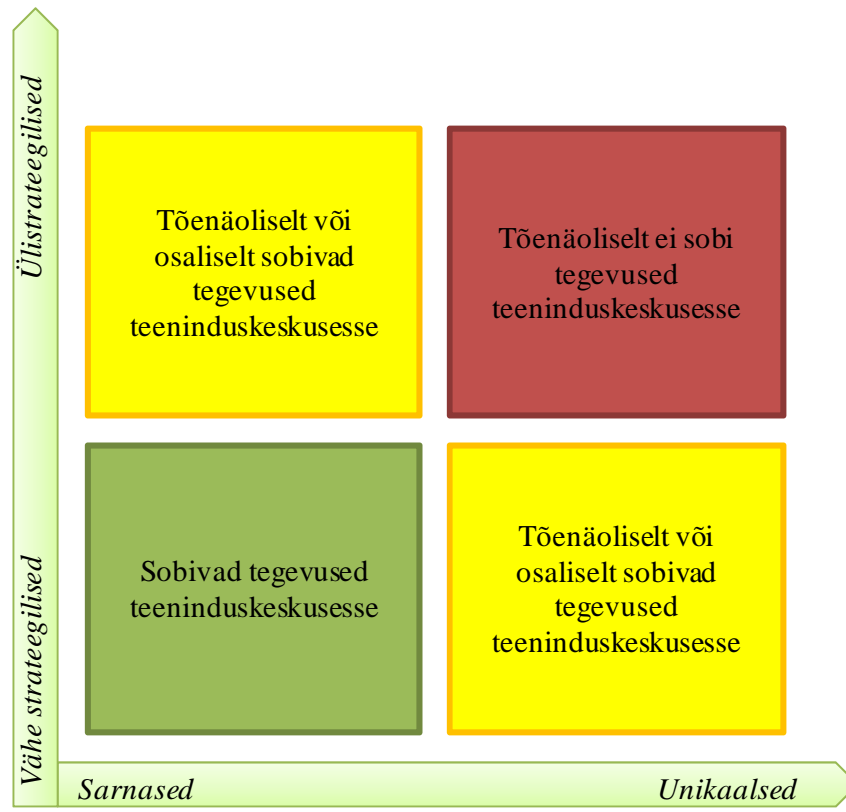 Ülistrateegilised
Tõenäoliselt või
osaliselt sobivad
tegevused
teeninduskeskusesse
Tõenäoliselt ei sobi
tegevused
teeninduskeskusesse
Vähe strateegilised
Sobivad tegevused
teeninduskeskusesse
Tõenäoliselt või
osaliselt sobivad
tegevused
teeninduskeskusesse
Sarnased
Unikaalsed